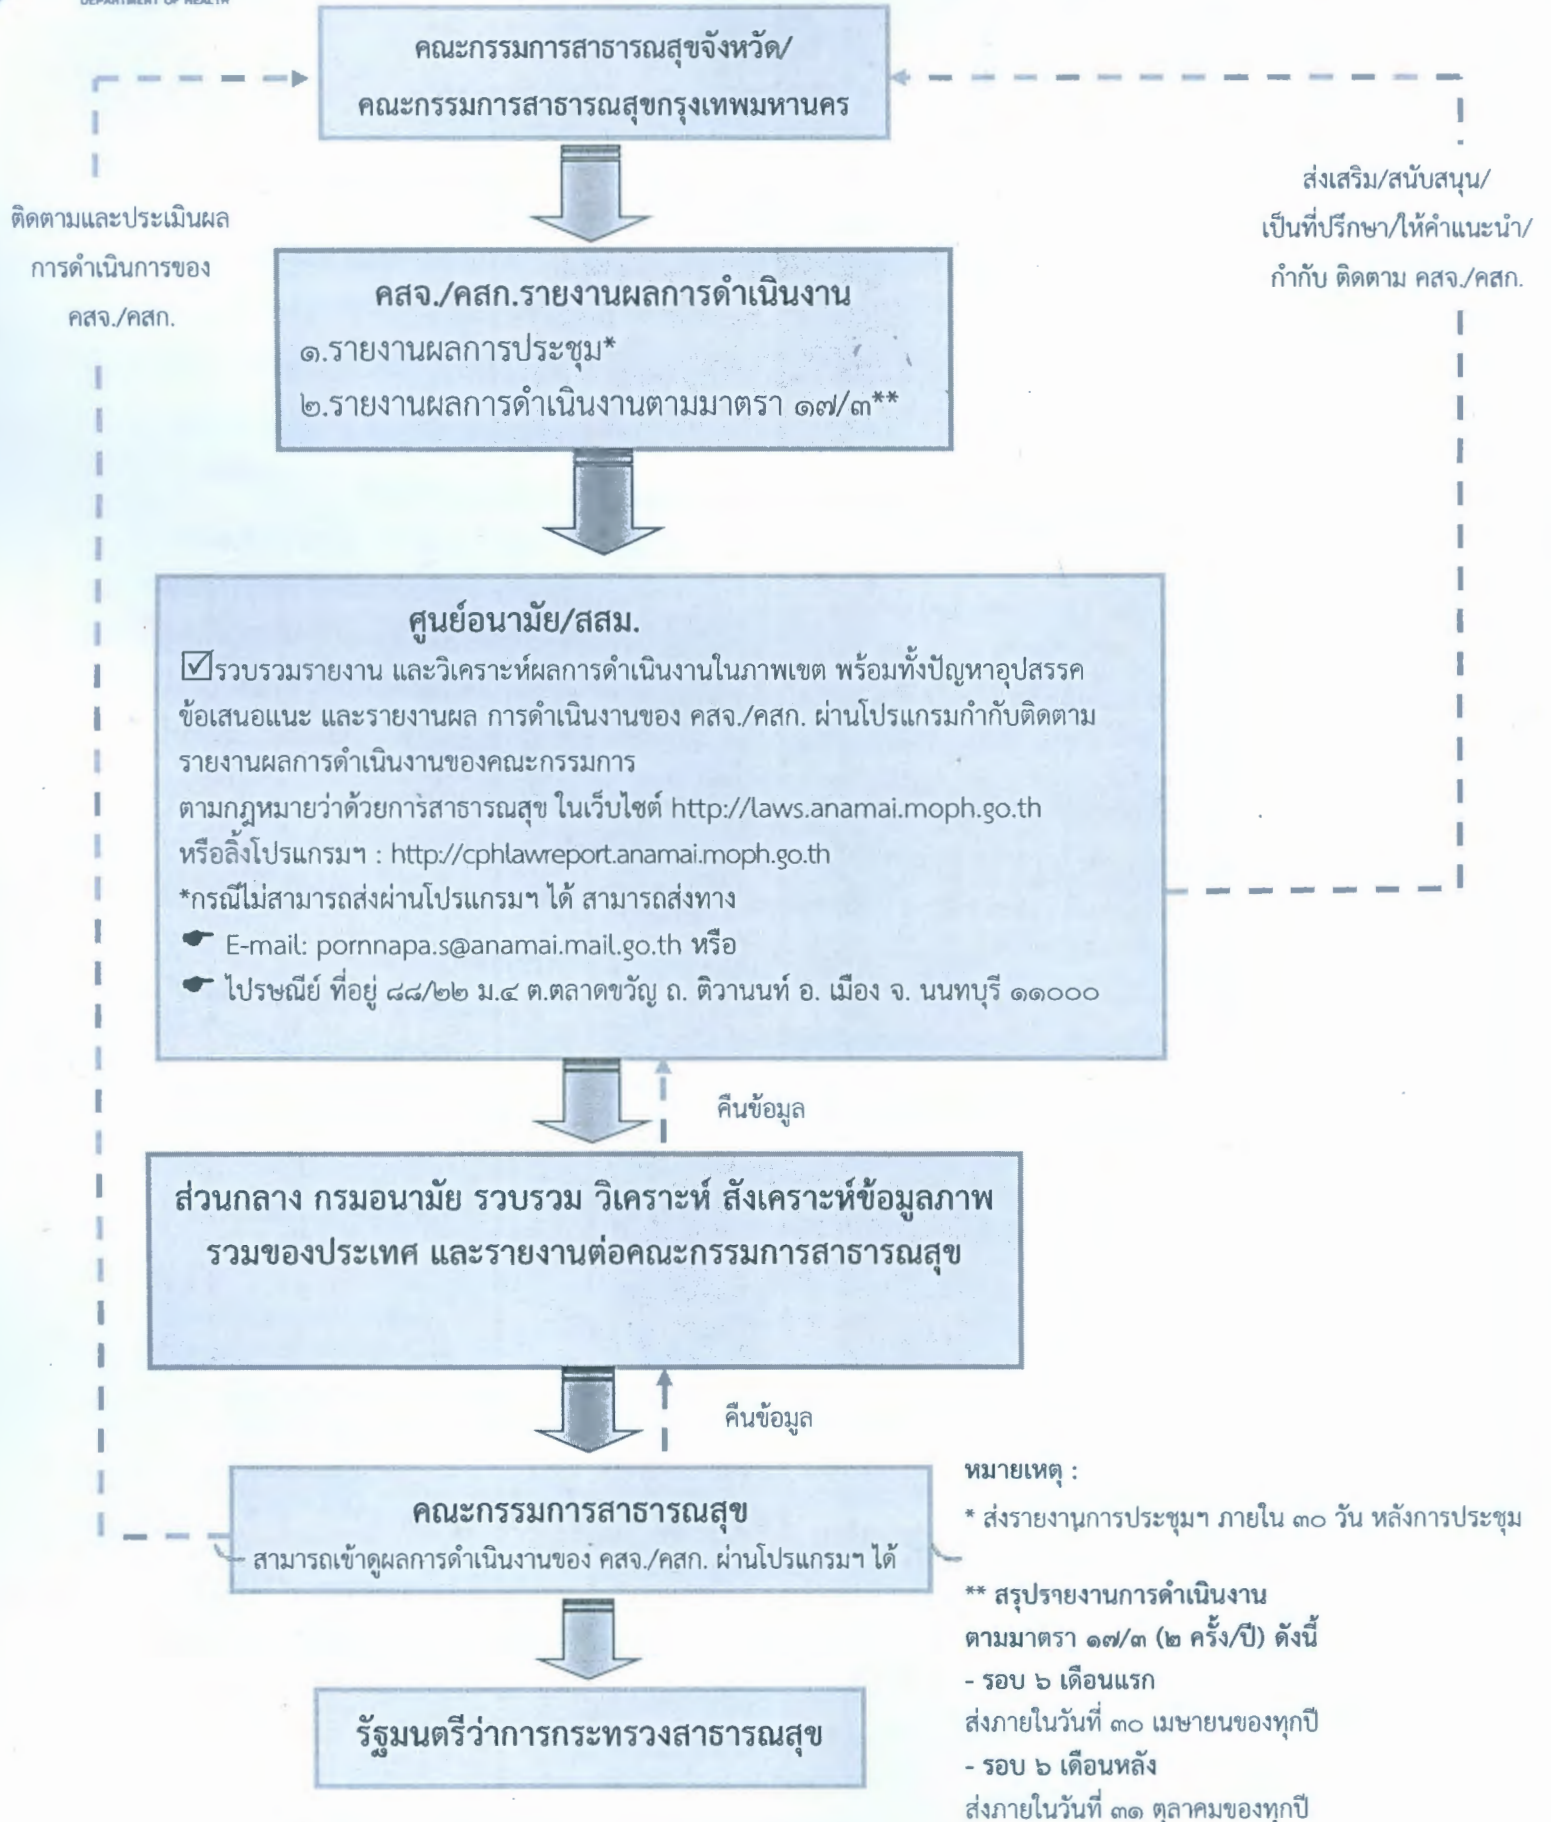 DEPARTMENT OF HEALTH
คณะกรรมการสาธารณสุขจังหวัด/
คณะกรรมการสาธารณสุขกรุงเทพมหานคร
ติดตามและประเมินผล
การดำเนินการของ
คสจ./คสก.
ส่งเสริม/สนับสนุน/
เป็นที่ปรึกษา/ให้คำแนะนำ/
กำกับ ติดตาม คสจ./คสก.
คสจ./คสก.รายงานผลการดำเนินงาน
๑.รายงานผลการประชุม*
๒.รายงานผลการดำเนินงานตามมาตรา ๑๗/๓**
ศูนย์อนามัย/สสม.
☑รวบรวมรายงาน และวิเคราะห์ผลการดำเนินงานในภาพเขต พร้อมทั้งปัญหาอุปสรรค
ข้อเสนอแนะ และรายงานผล การดำเนินงานของ คสจ./คสก. ผ่านโปรแกรมกำกับติดตาม
รายงานผลการดำเนินงานของคณะกรรมการ
ตามกฎหมายว่าด้วยการสาธารณสุข ในเว็บไซต์ http://laws.anamai.moph.go.th
หรือลิ้งโปรแกรมฯ : http://cphlawreport.anamai.moph.go.th
*กรณีไม่สามารถส่งผ่านโปรแกรมฯ ได้ สามารถส่งทาง
☛ E-mail: pornnapa.s@anamai.mail.go.th หรือ
☛ ไปรษณีย์ ที่อยู่ ๘๘/๒๒ ม.๔ ต.ตลาดขวัญ ถ. ติวานนท์ อ. เมือง จ. นนทบุรี ๑๑๐๐๐
คืนข้อมูล
ส่วนกลาง กรมอนามัย รวบรวม วิเคราะห์ สังเคราะห์ข้อมูลภาพ
รวมของประเทศ และรายงานต่อคณะกรรมการสาธารณสุข
คืนข้อมูล
คณะกรรมการสาธารณสุข
สามารถเข้าดูผลการดำเนินงานของ คสจ./คสก. ผ่านโปรแกรมฯ ได้
รัฐมนตรีว่าการกระทรวงสาธารณสุข
หมายเหตุ :
* ส่งรายงานการประชุมฯ ภายใน ๓๐ วัน หลังการประชุม
** สรุปรายงานการดำเนินงาน
ตามมาตรา ๑๗/๓ (๒ ครั้ง/ปี) ดังนี้
- รอบ ๖ เดือนแรก
ส่งภายในวันที่ ๓๐ เมษายนของทุกปี
- รอบ ๖ เดือนหลัง
ส่งภายในวันที่ ๓๑ ตุลาคมของทุกปี